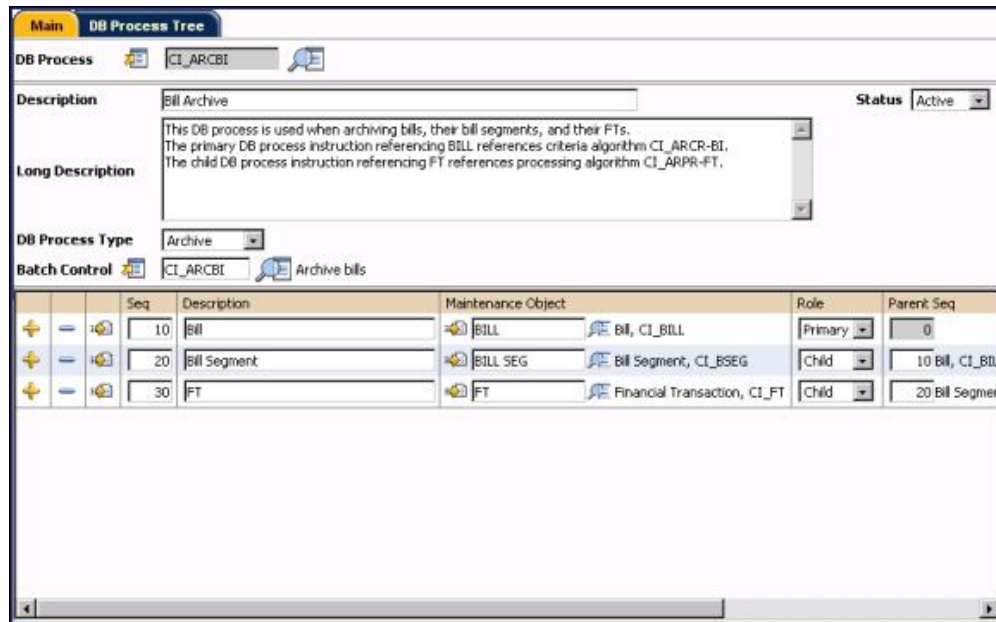 Main DB Process Tree
DB Process CI_ARCBI
Description Bill Archive Status Active
Long Description
This DB process is used when archiving bills, their bill segments, and their FTs.
The primary DB process instruction referencing BILL references criteria algorithm CI_ARCR-BI.
The child DB process instruction referencing FT references processing algorithm CI_ARPR-FT.
DB Process Type Archive
Batch Control CI_ARCBI Archive bills
Seq Description Maintenance Object Role Parent Seq
10 Bill BILL Bill, CI_BILL Primary 0
20 Bill Segment BILL SEG Bill Segment, CI_BSEG Child 10 Bill, CI_BIL
30 FT FT Financial Transaction, CI_FT Child 20 Bill Segmen